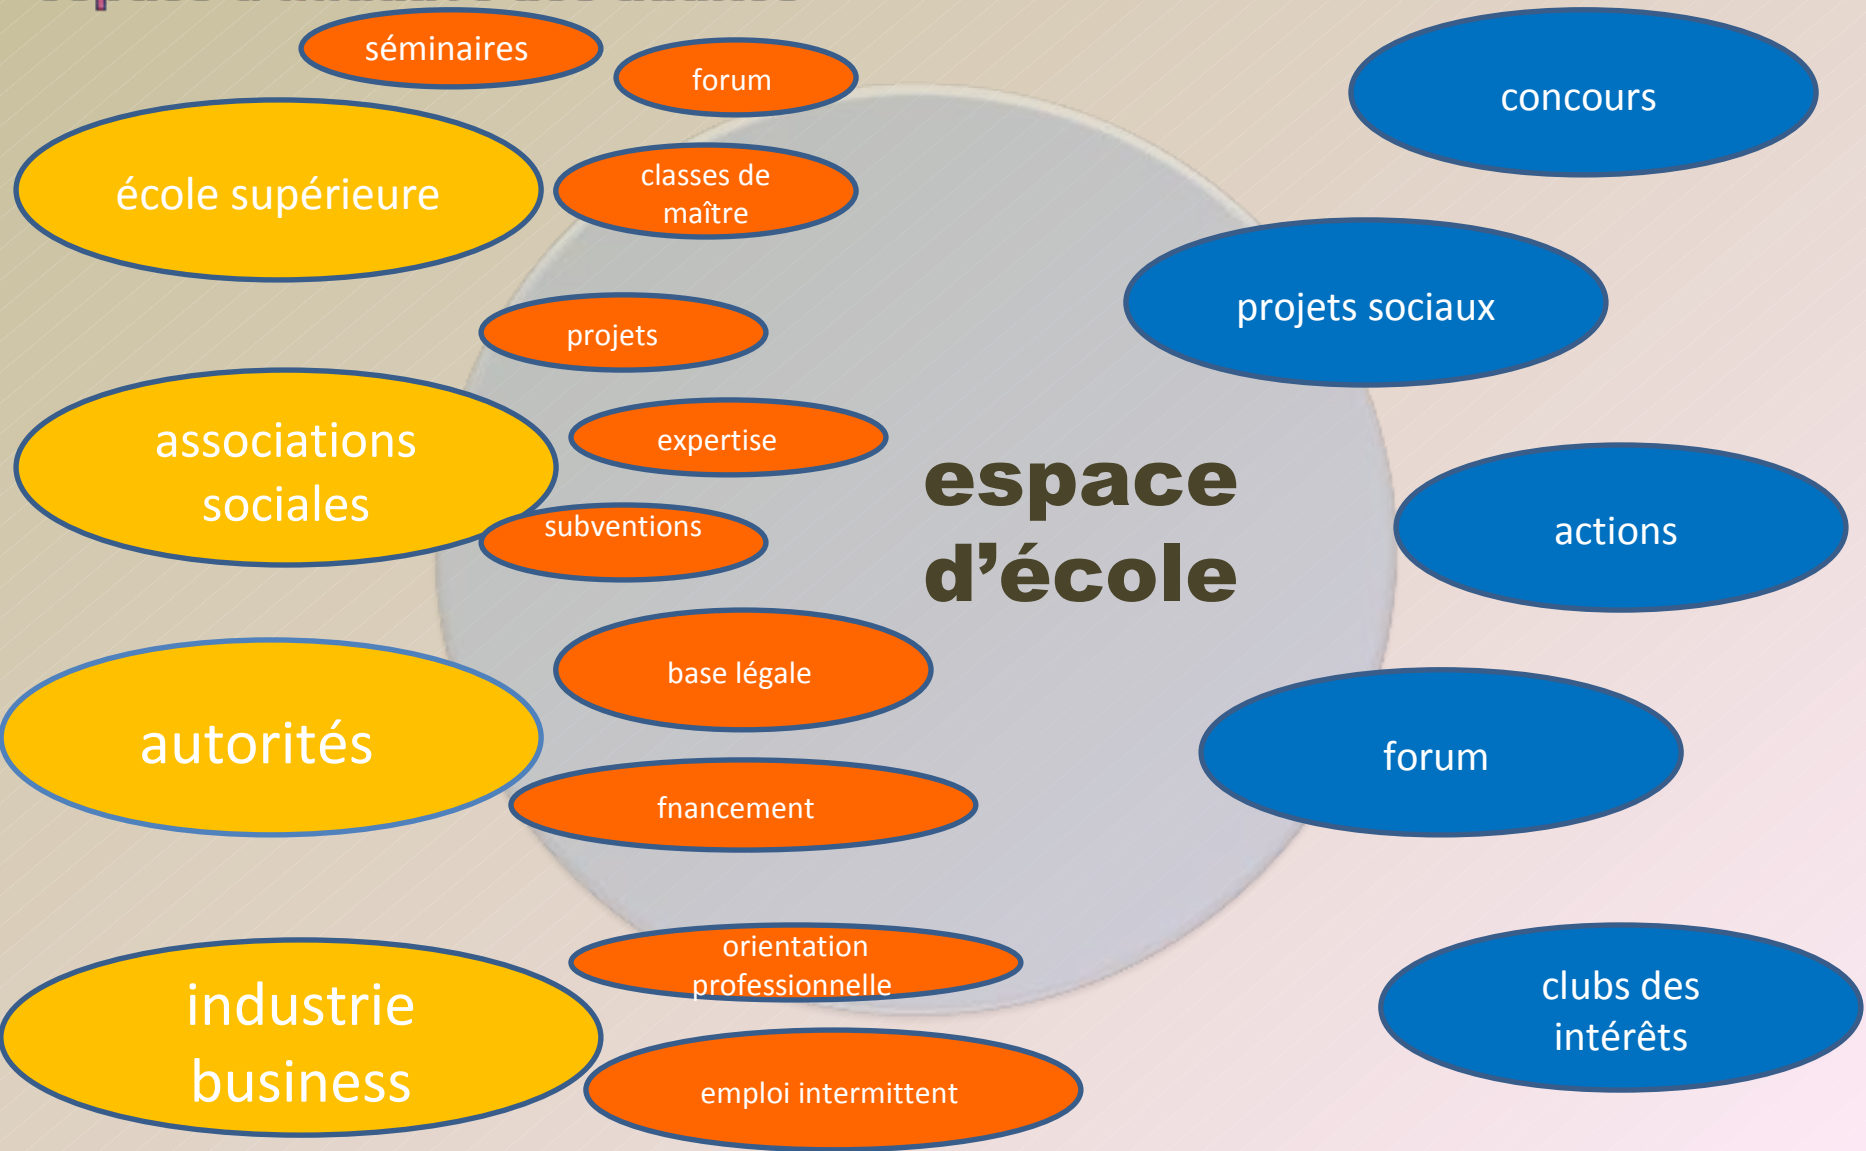 séminaires
forum
école supérieure
classes de
maître
projets
associations
sociales
expertise
subventions
autorités
base légale
fnancement
industrie
business
orientation
professionnelle
emploi intermittent
espace
d’école
concours
projets sociaux
actions
forum
clubs des
intérêts